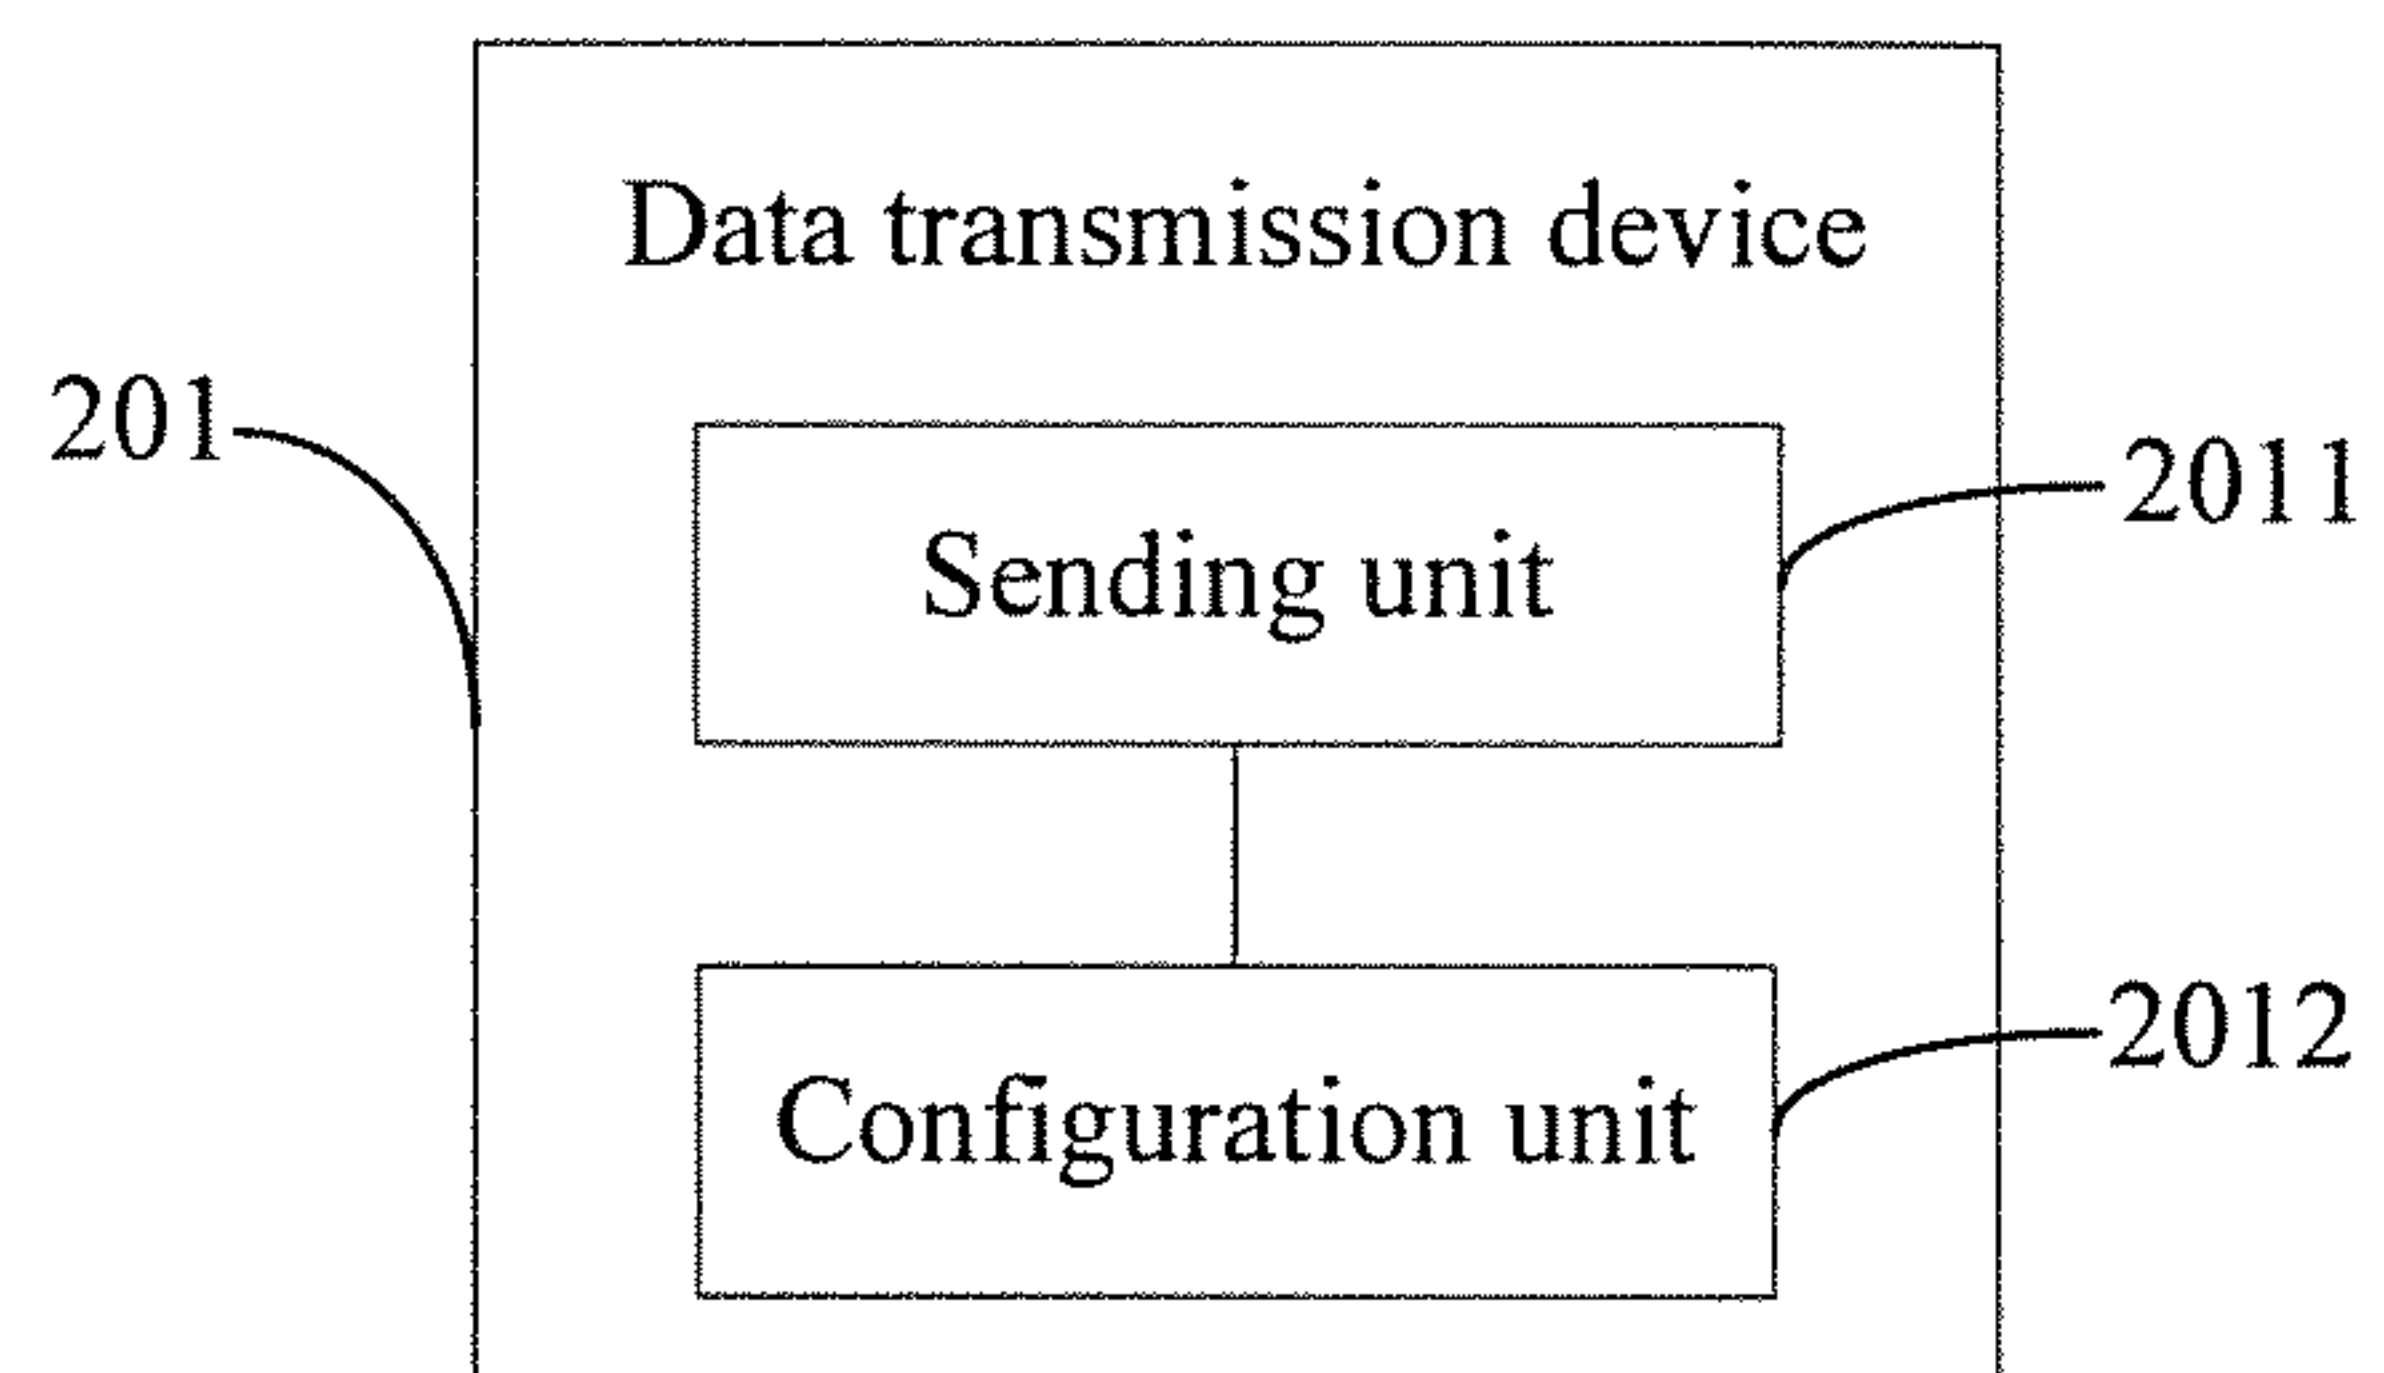 Data transmission device
201
2011
Sending unit
2012
Configuration unit